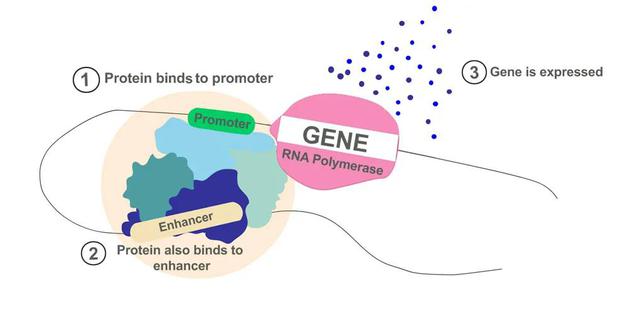 1 Protein binds to promoter
3 Gene is expressed
Promoter
GENE
RNA Polymerase
Enhancer
2 Protein also binds to
enhancer